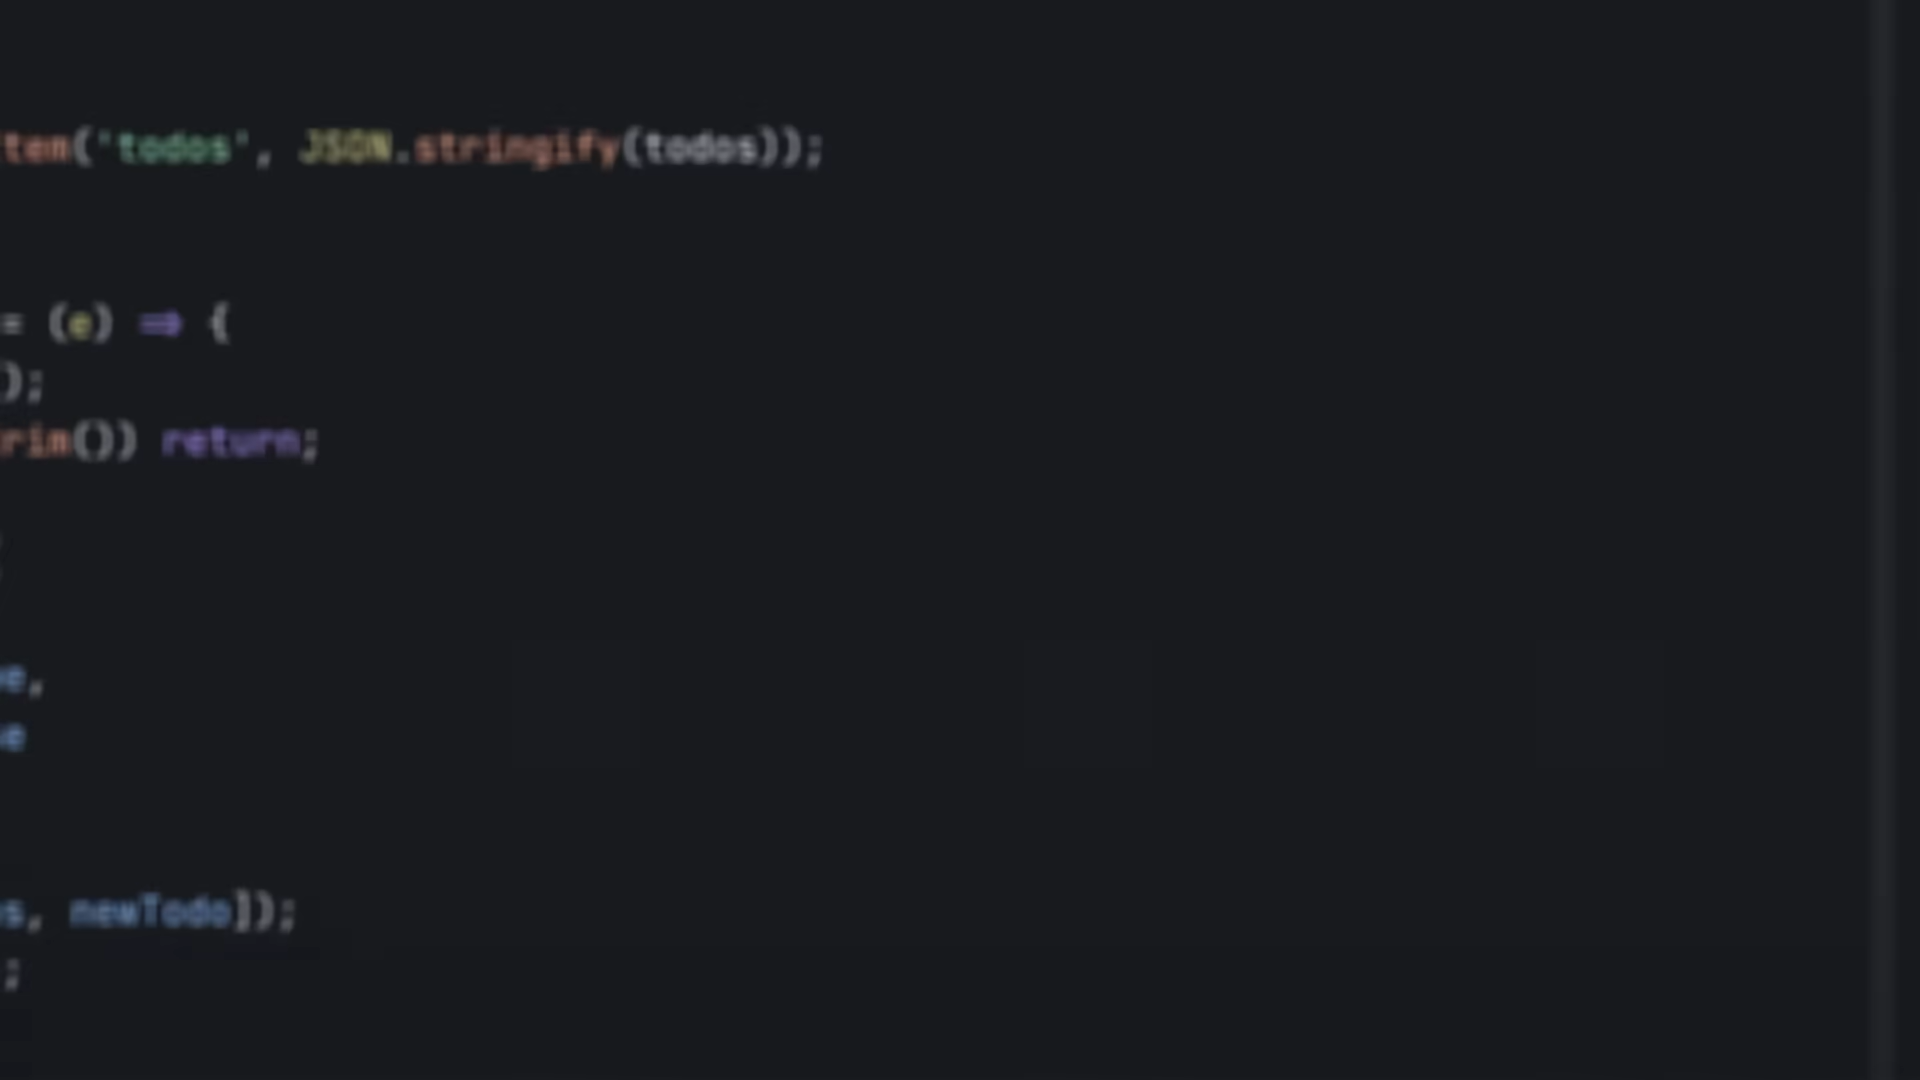 tem('todos', JSON.stringify(todos));
= (e) => {
);
rim()) return;
e,
e
s, newTodo]);
;